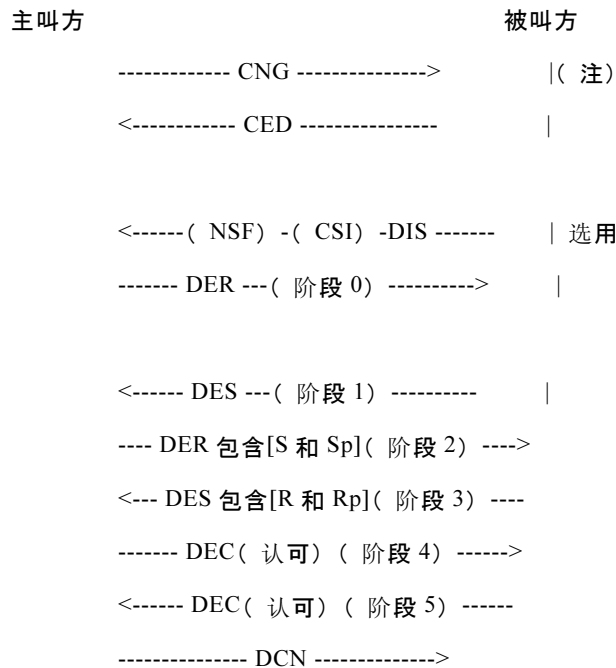 主叫方 被叫方
------------- CNG ---------------> |( 注)
<------------ CED ---------------- |
<------( NSF) -( CSI) -DIS ------- | 选用
------- DER ---( 阶段 0) ----------> |
<------ DES ---( 阶段 1) ---------- |
---- DER 包含[S 和 Sp]( 阶段 2) ---->
<--- DES 包含[R 和 Rp]( 阶段 3) ----
------- DEC( 认可) ( 阶段 4) ------>
<------ DEC( 认可) ( 阶段 5) ------
--------------- DCN -------------->